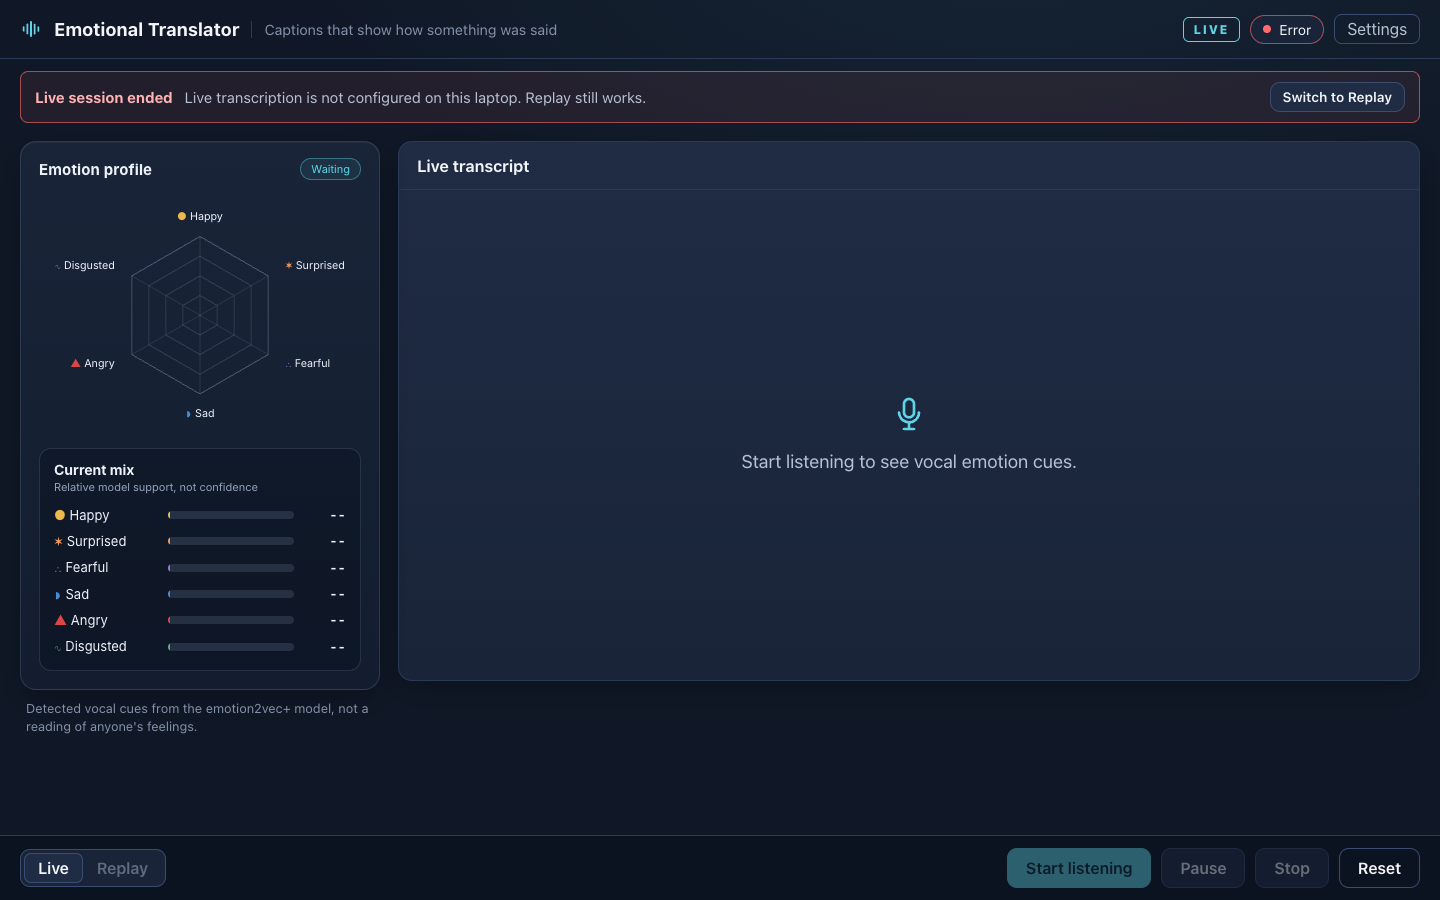 Emotional Translator
Captions that show how something was said
LIVE
Error
Settings
Live session ended Live transcription is not configured on this laptop. Replay still works.
Switch to Replay
Emotion profile
Waiting
Happy
Disgusted
Surprised
Angry
Fearful
Sad
Current mix
Relative model support, not confidence
Happy --
Surprised --
Fearful --
Sad --
Angry --
Disgusted --
Detected vocal cues from the emotion2vec+ model, not a
reading of anyone's feelings.
Live transcript
Start listening to see vocal emotion cues.
Live
Replay
Start listening
Pause
Stop
Reset